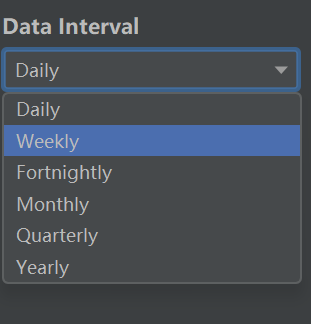 Data Interval
Daily
Daily
Weekly
Fortnightly
Monthly
Quarterly
Yearly